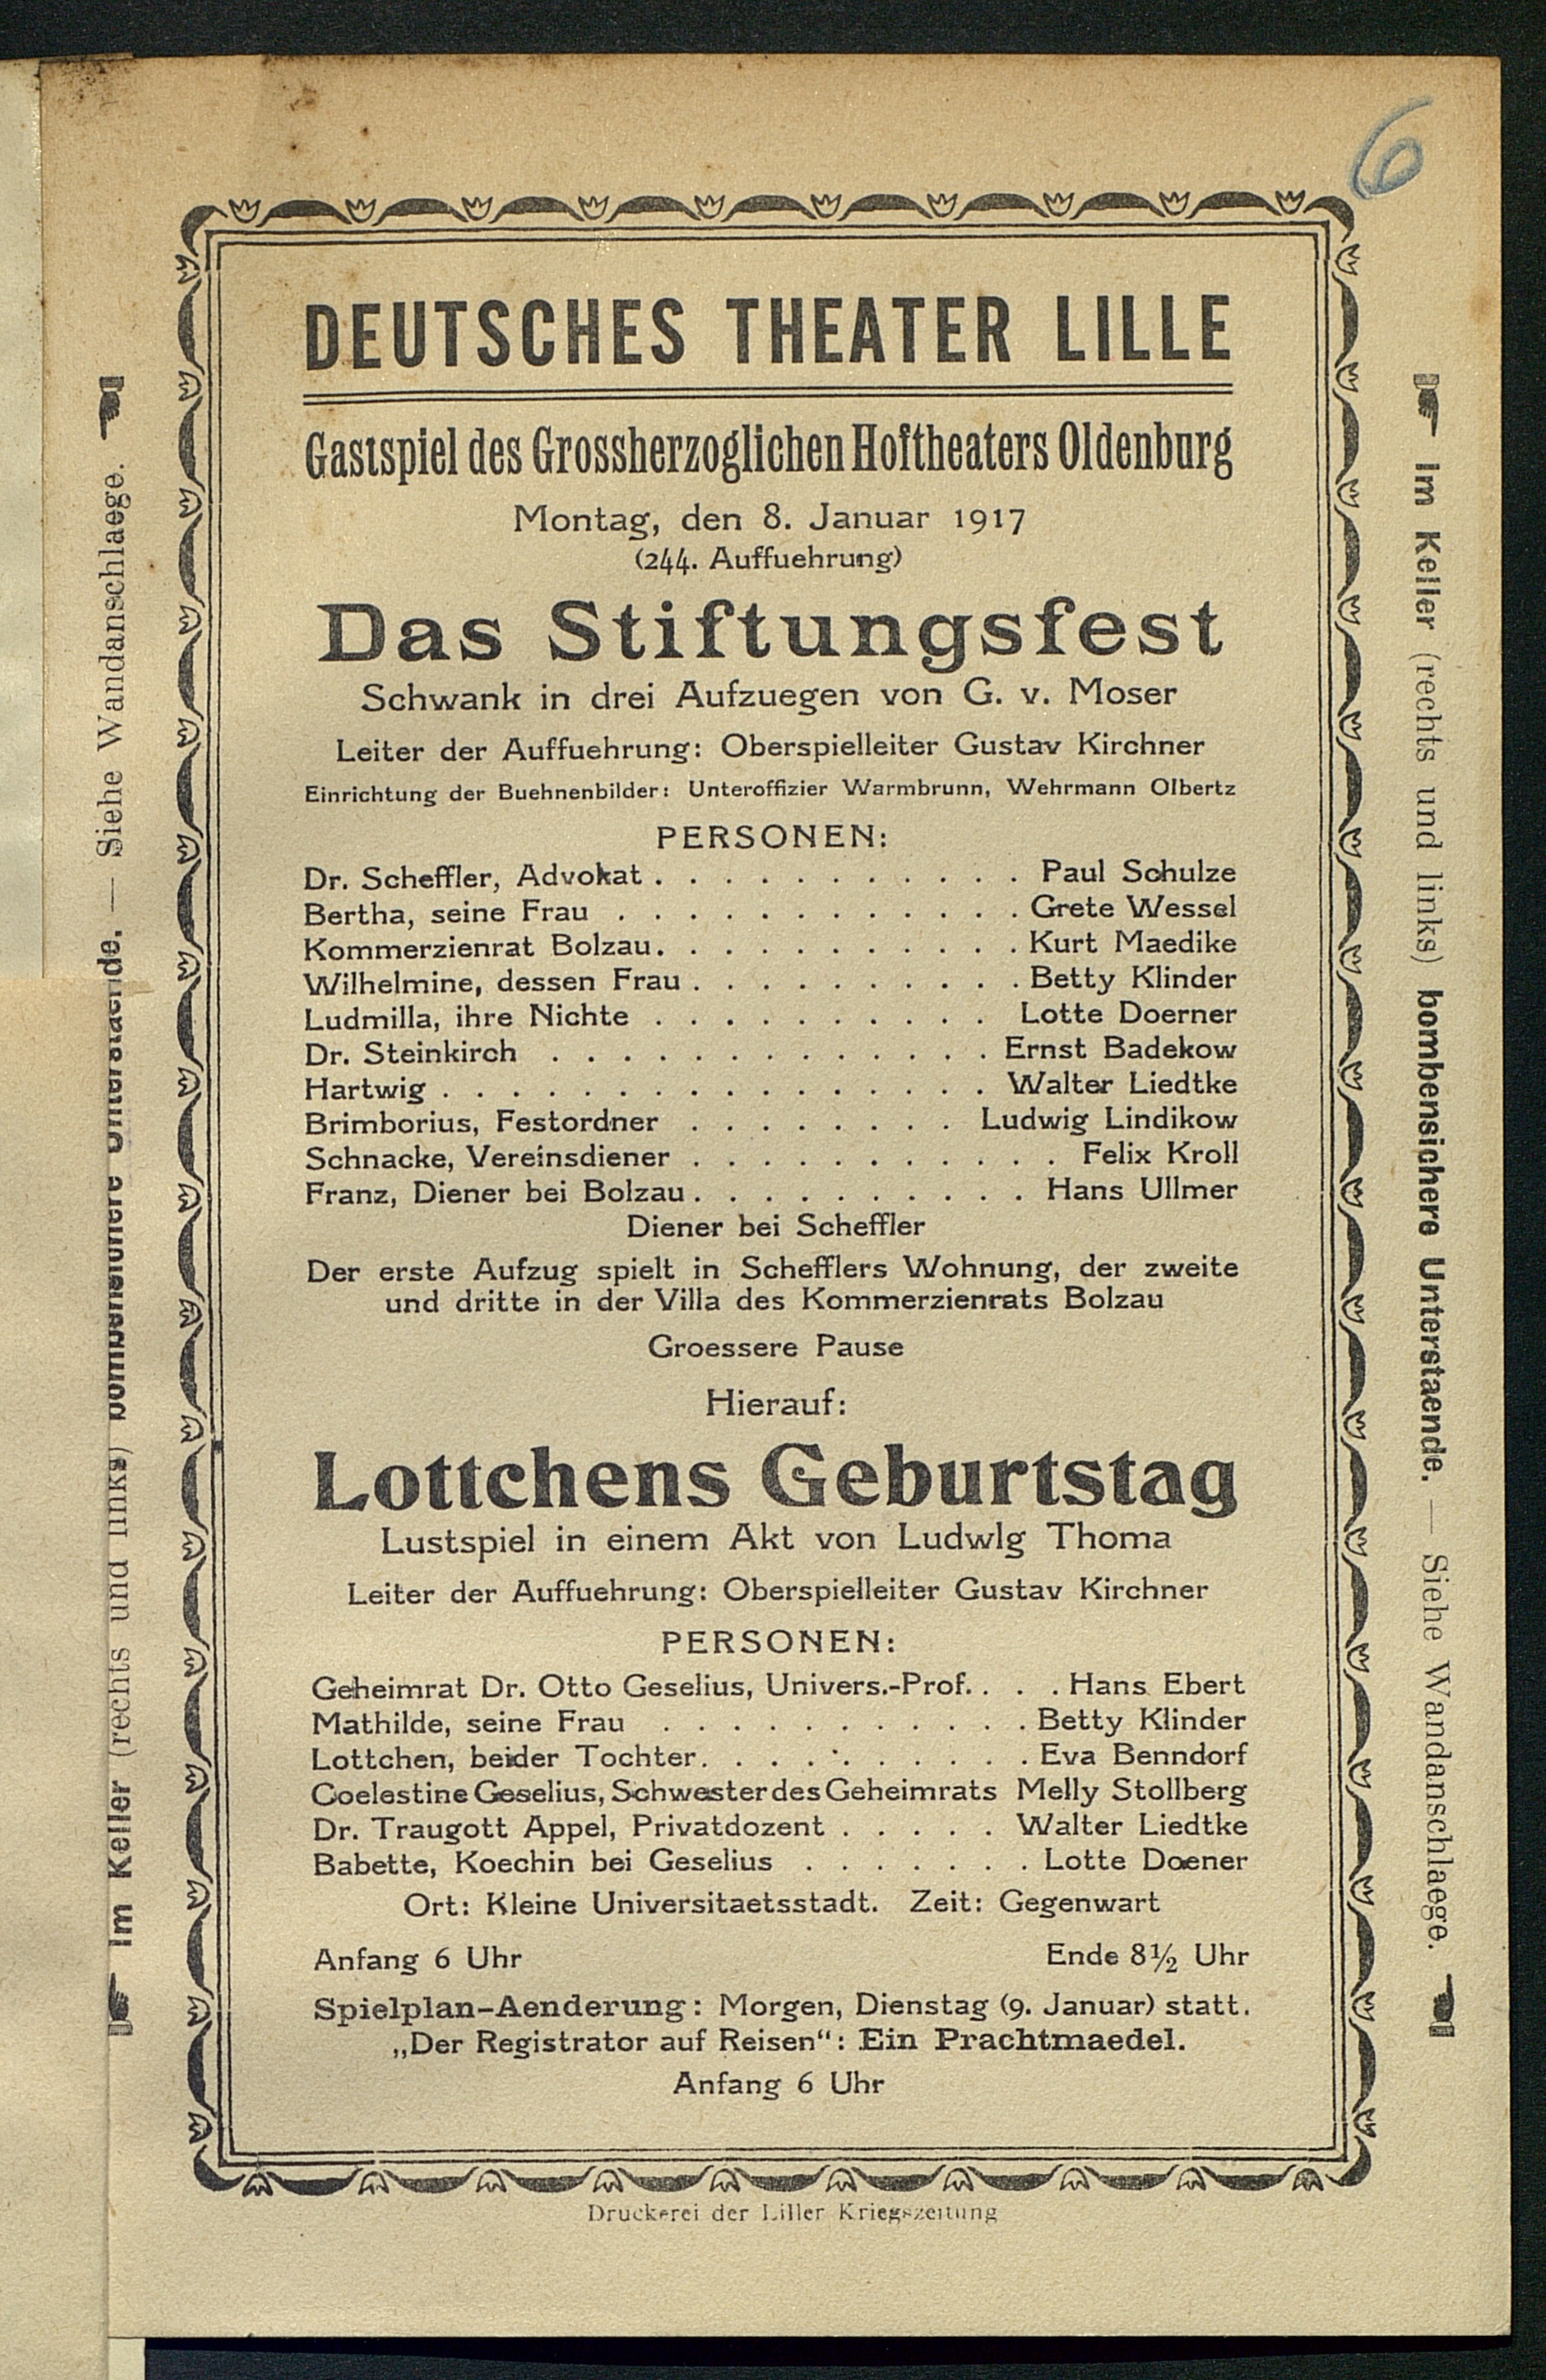 6
DEUTSCHES THEATER LILLE
Gastspiel des Grossherzoglichen Hoftheaters Oldenburg
Montag, den 8. Januar 1917
(244. Auffuehrung)
Das Stiftungsfest
Schwank in drei Aufzuegen von G. v. Moser
Leiter der Auffuehrung: Oberspielleiter Gustav Kirchner
Einrichtung der Buehnenbilder: Unteroffizier Warmbrunn, Wehrmann Olbertz
PERSONEN:
Dr. Scheffler, Advokat . . . . . . . . . . . Paul Schulze
Bertha, seine Frau . . . . . . . . . . . . Grete Wessel
Kommerzienrat Bolzau. . . . . . . . . . . Kurt Maedike
Wilhelmine, dessen Frau . . . . . . . . . . Betty Klinder
Ludmilla, ihre Nichte . . . . . . . . . . Lotte Doerner
Dr. Steinkirch . . . . . . . . . . . . . Ernst Badekow
Hartwig . . . . . . . . . . . . . . . . Walter Liedtke
Brimborius, Festordner . . . . . . . . Ludwig Lindikow
Schnacke, Vereinsdiener . . . . . . . . . . . Felix Kroll
Franz, Diener bei Bolzau . . . . . . . . . . Hans Ullmer
Diener bei Scheffler
Der erste Aufzug spielt in Schefflers Wohnung, der zweite
und dritte in der Villa des Kommerzienrats Bolzau
Groessere Pause
Hierauf:
Lottchens Geburtstag
Lustspiel in einem Akt von Ludwlg Thoma
Leiter der Auffuehrung: Oberspielleiter Gustav Kirchner
PERSONEN:
Geheimrat Dr. Otto Geselius, Univers.-Prof. . . . Hans Ebert
Mathilde, seine Frau . . . . . . . . . . . Betty Klinder
Lottchen, beider Tochter. . . . . . . . . . Eva Benndorf
Coelestine Geselius, Schwester des Geheimrats Melly Stollberg
Dr. Traugott Appel, Privatdozent . . . . . Walter Liedtke
Babette, Koechin bei Geselius . . . . . . . Lotte Doener
Ort: Kleine Universitaetsstadt. Zeit: Gegenwart
Anfang 6 Uhr Ende 8½ Uhr
Spielplan-Aenderung: Morgen, Dienstag (9. Januar) statt.
„Der Registrator auf Reisen“: Ein Prachtmaedel.
Anfang 6 Uhr
Druckerei der Liller Kriegszeitung
Im Keller (rechts und links) bombensichere Unterstaende. — Siehe Wandanschlaege.
Im Keller (rechts und links) bombensichere Unterstaende. — Siehe Wandanschlaege.